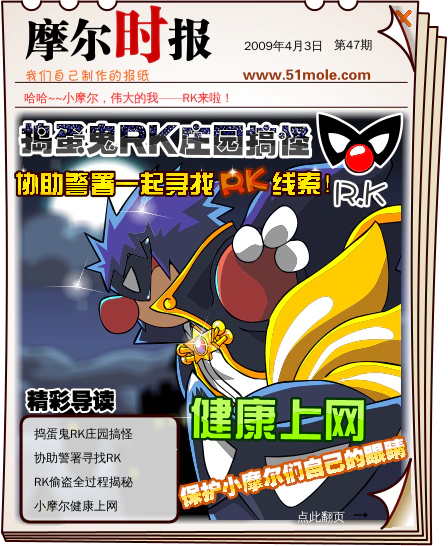 摩尔时报
2009年4月3日 第47期
我们自己制作的报纸
www.51mole.com
哈哈~~小摩尔，伟大的我——RK来啦！
捣蛋鬼RK庄园搞怪
协助警署一起寻找RK线索！
R.K
精彩导读
捣蛋鬼RK庄园搞怪
协助警署寻找RK
RK偷盗全过程揭秘
小摩尔健康上网
健康上网
保护小摩尔们自己的眼睛
点此翻页 →